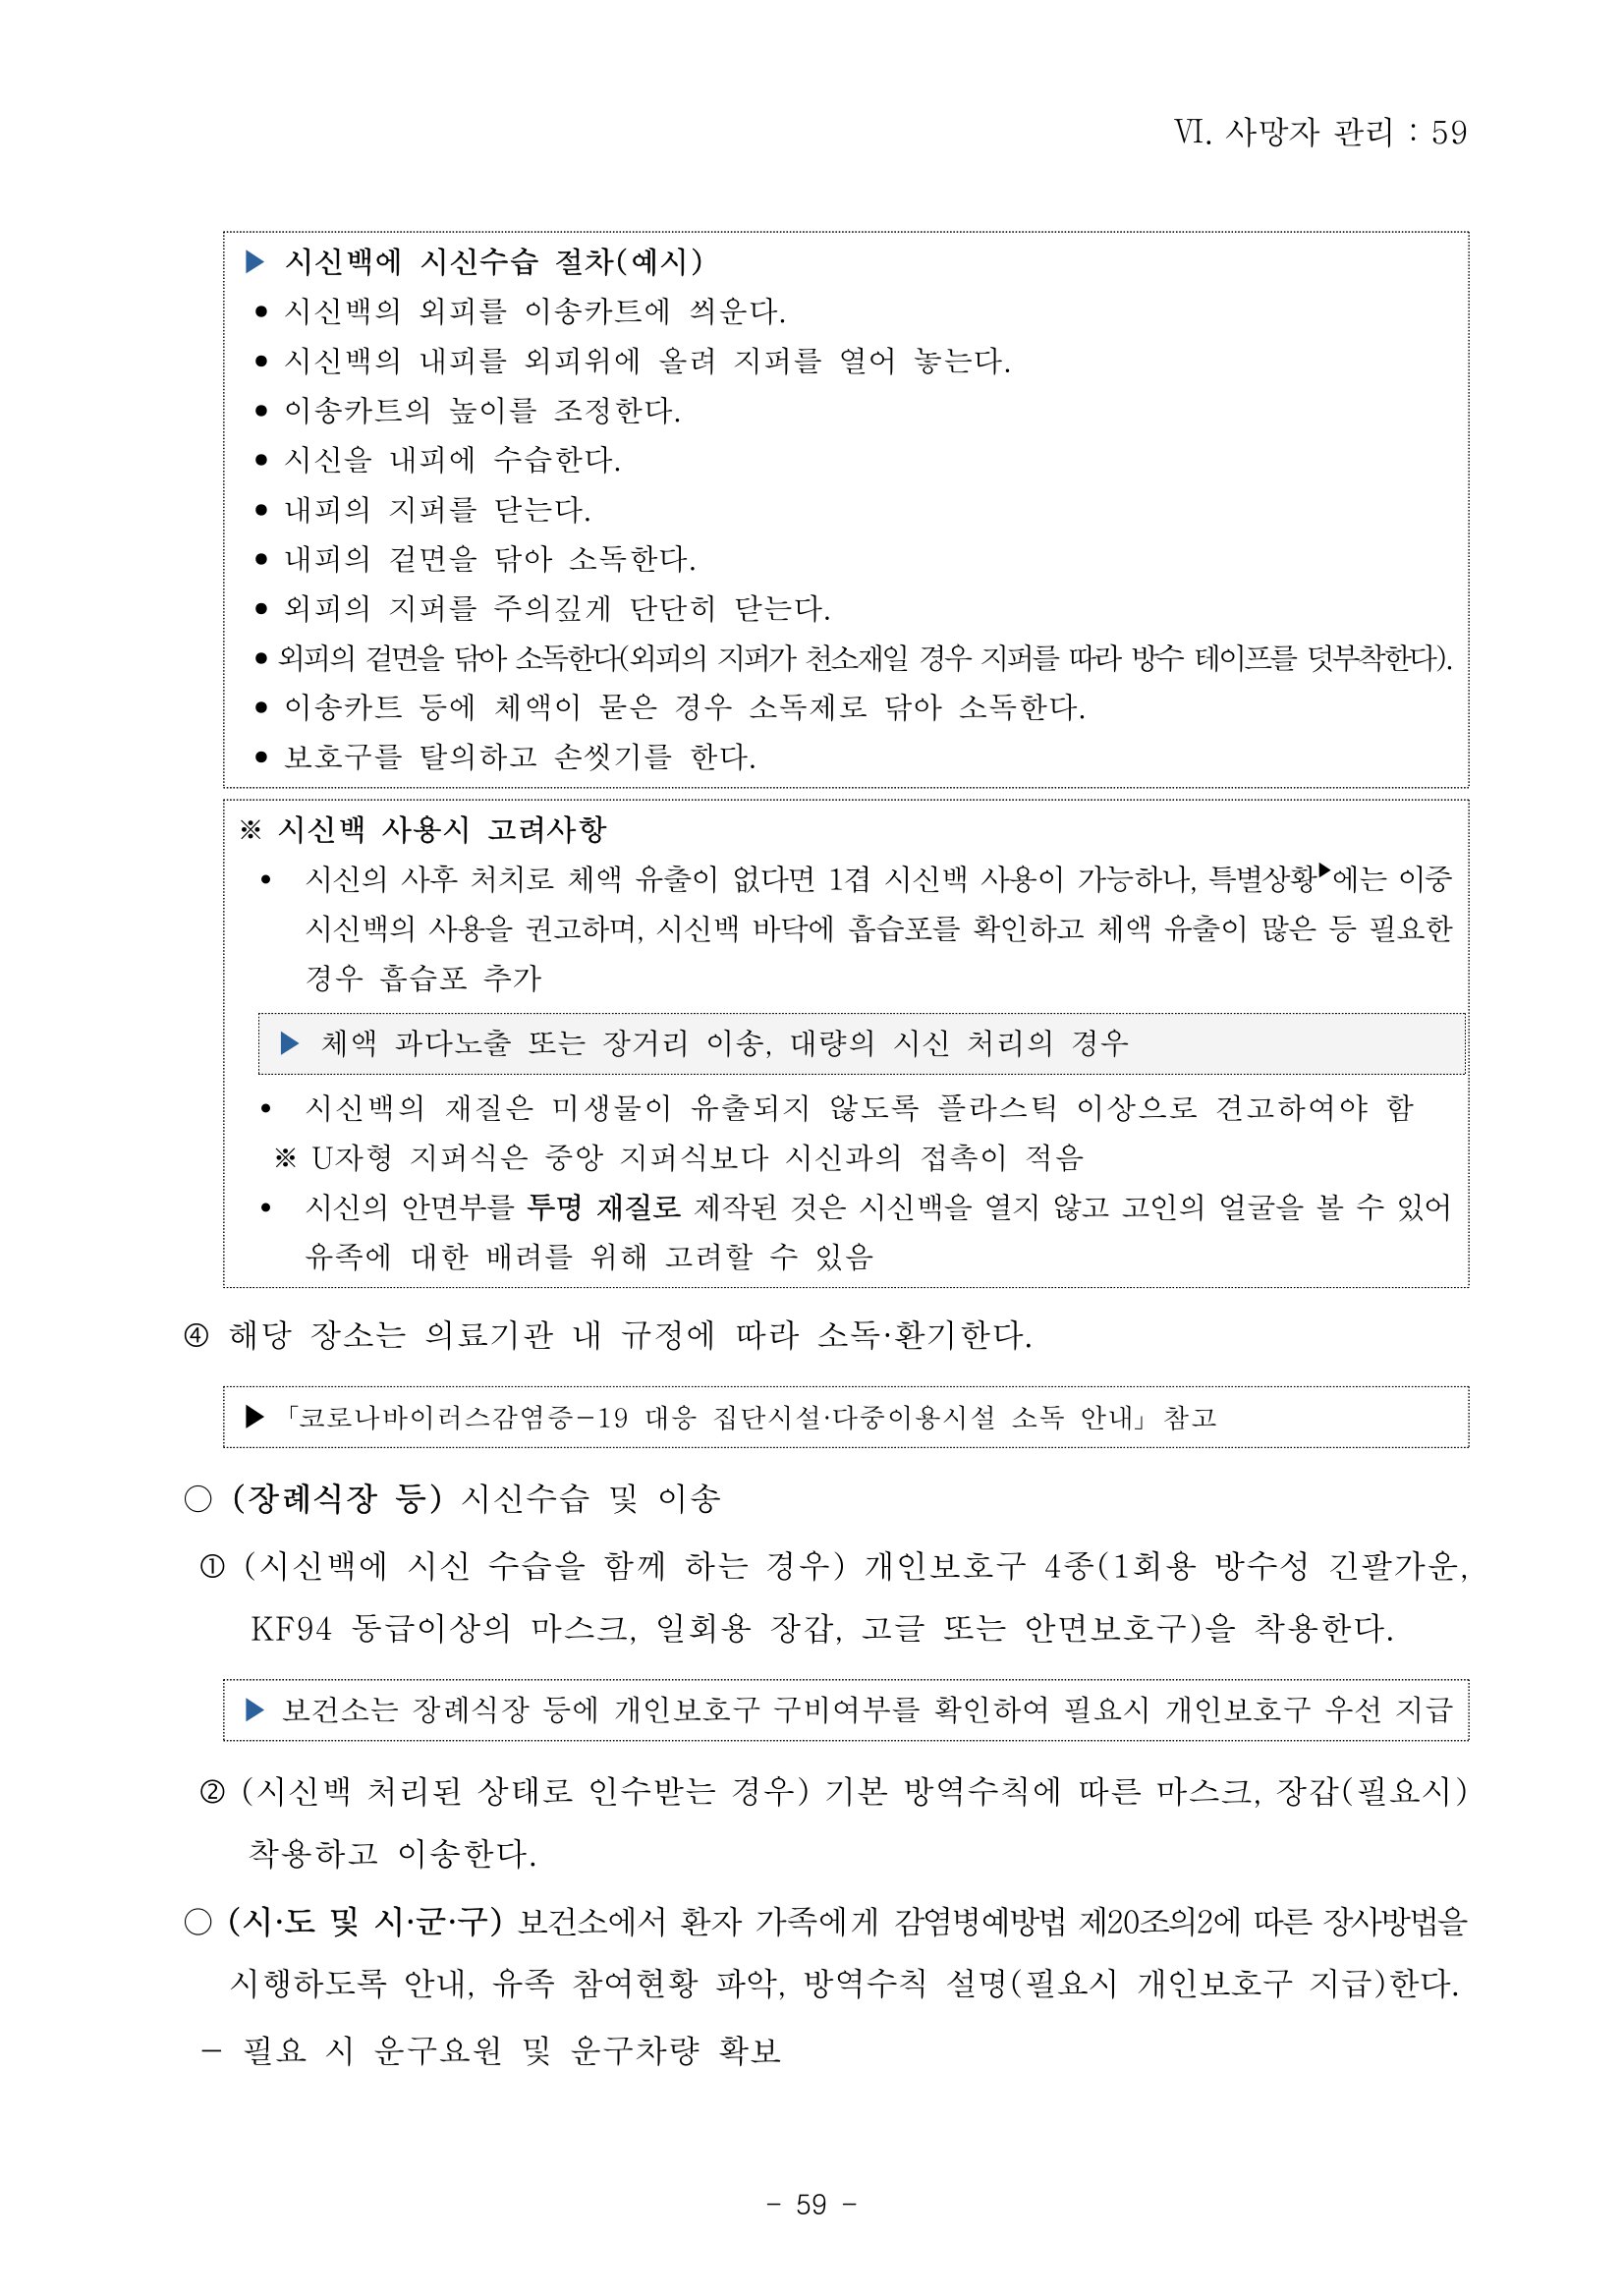 Ⅵ. 사망자 관리 : 59
▶ 시신백에 시신수습 절차(예시)
• 시신백의 외피를 이송카트에 씌운다.
• 시신백의 내피를 외피위에 올려 지퍼를 열어 놓는다.
• 이송카트의 높이를 조정한다.
• 시신을 내피에 수습한다.
• 내피의 지퍼를 닫는다.
• 내피의 겉면을 닦아 소독한다.
• 외피의 지퍼를 주의깊게 단단히 닫는다.
• 외피의 겉면을 닦아 소독한다(외피의 지퍼가 천소재일 경우 지퍼를 따라 방수 테이프를 덧부착한다).
• 이송카트 등에 체액이 묻은 경우 소독제로 닦아 소독한다.
• 보호구를 탈의하고 손씻기를 한다.
※ 시신백 사용시 고려사항
• 시신의 사후 처치로 체액 유출이 없다면 1겹 시신백 사용이 가능하나, 특별상황▶에는 이중
시신백의 사용을 권고하며, 시신백 바닥에 흡습포를 확인하고 체액 유출이 많은 등 필요한
경우 흡습포 추가
▶ 체액 과다노출 또는 장거리 이송, 대량의 시신 처리의 경우
• 시신백의 재질은 미생물이 유출되지 않도록 플라스틱 이상으로 견고하여야 함
※ U자형 지퍼식은 중앙 지퍼식보다 시신과의 접촉이 적음
• 시신의 안면부를 투명 재질로 제작된 것은 시신백을 열지 않고 고인의 얼굴을 볼 수 있어
유족에 대한 배려를 위해 고려할 수 있음
④ 해당 장소는 의료기관 내 규정에 따라 소독·환기한다.
▶ 「코로나바이러스감염증-19 대응 집단시설·다중이용시설 소독 안내」 참고
○ (장례식장 등) 시신수습 및 이송
① (시신백에 시신 수습을 함께 하는 경우) 개인보호구 4종(1회용 방수성 긴팔가운,
KF94 동급이상의 마스크, 일회용 장갑, 고글 또는 안면보호구)을 착용한다.
▶ 보건소는 장례식장 등에 개인보호구 구비여부를 확인하여 필요시 개인보호구 우선 지급
② (시신백 처리된 상태로 인수받는 경우) 기본 방역수칙에 따른 마스크, 장갑(필요시)
착용하고 이송한다.
○ (시·도 및 시·군·구) 보건소에서 환자 가족에게 감염병예방법 제20조의2에 따른 장사방법을
시행하도록 안내, 유족 참여현황 파악, 방역수칙 설명(필요시 개인보호구 지급)한다.
- 필요 시 운구요원 및 운구차량 확보
- 59 -